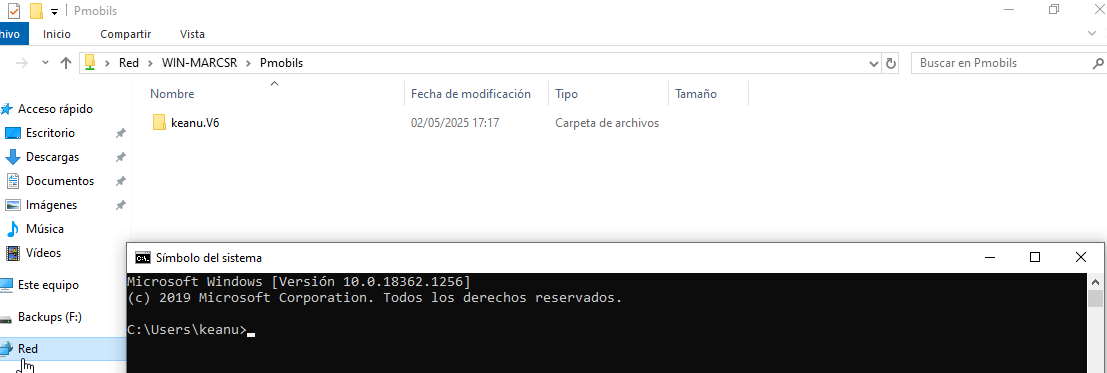 Pmobils
hivo Inicio Compartir Vista
Red WIN-MARCSR Pmobils Buscar en Pmobils
Nombre Fecha de modificación Tipo Tamaño
Acceso rápido
keanu.V6 02/05/2025 17:17 Carpeta de archivos
Escritorio
Descargas
Documentos
Imágenes
Música
Vídeos
Este equipo
Backups (F:)
Red
C:\. Símbolo del sistema
Microsoft Windows [Versión 10.0.18362.1256]
(c) 2019 Microsoft Corporation. Todos los derechos reservados.
C:\Users\keanu>